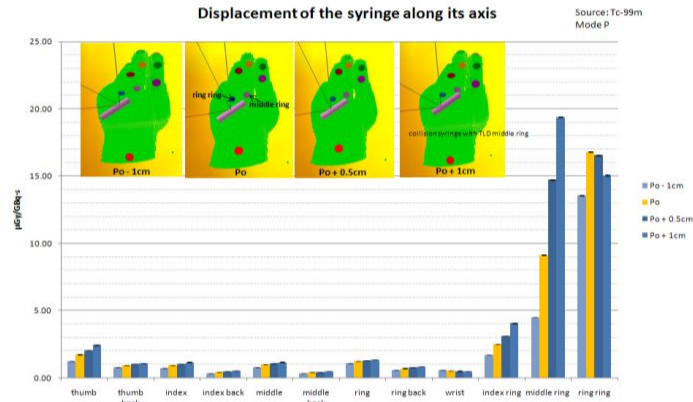 Displacement of the syringe along its axis
Source: Tc-99m
Mode P
25.00
20.00
15.00
10.00
5.00
0.00
µGy/GBq·s
ring ring
middle ring
collision syringe with TLD middle ring
Po - 1cm
Po
Po + 0.5cm
Po + 1cm
Po - 1cm
Po
Po + 0.5cm
Po + 1cm
thumb
thumb
index
index back
middle
middle
ring
ring back
wrist
index ring
middle ring
ring ring